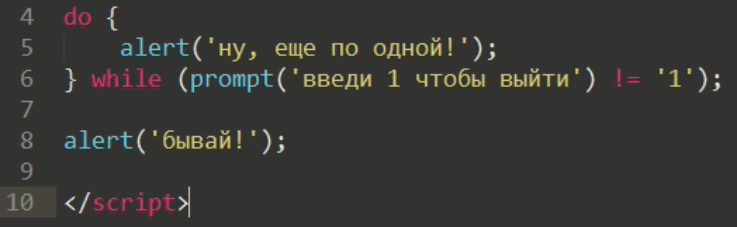 4 do {
5 alert('ну, еще по одной!');
6 } while (prompt('введи 1 чтобы выйти') != '1');
7
8 alert('бывай!');
9
10 </script>